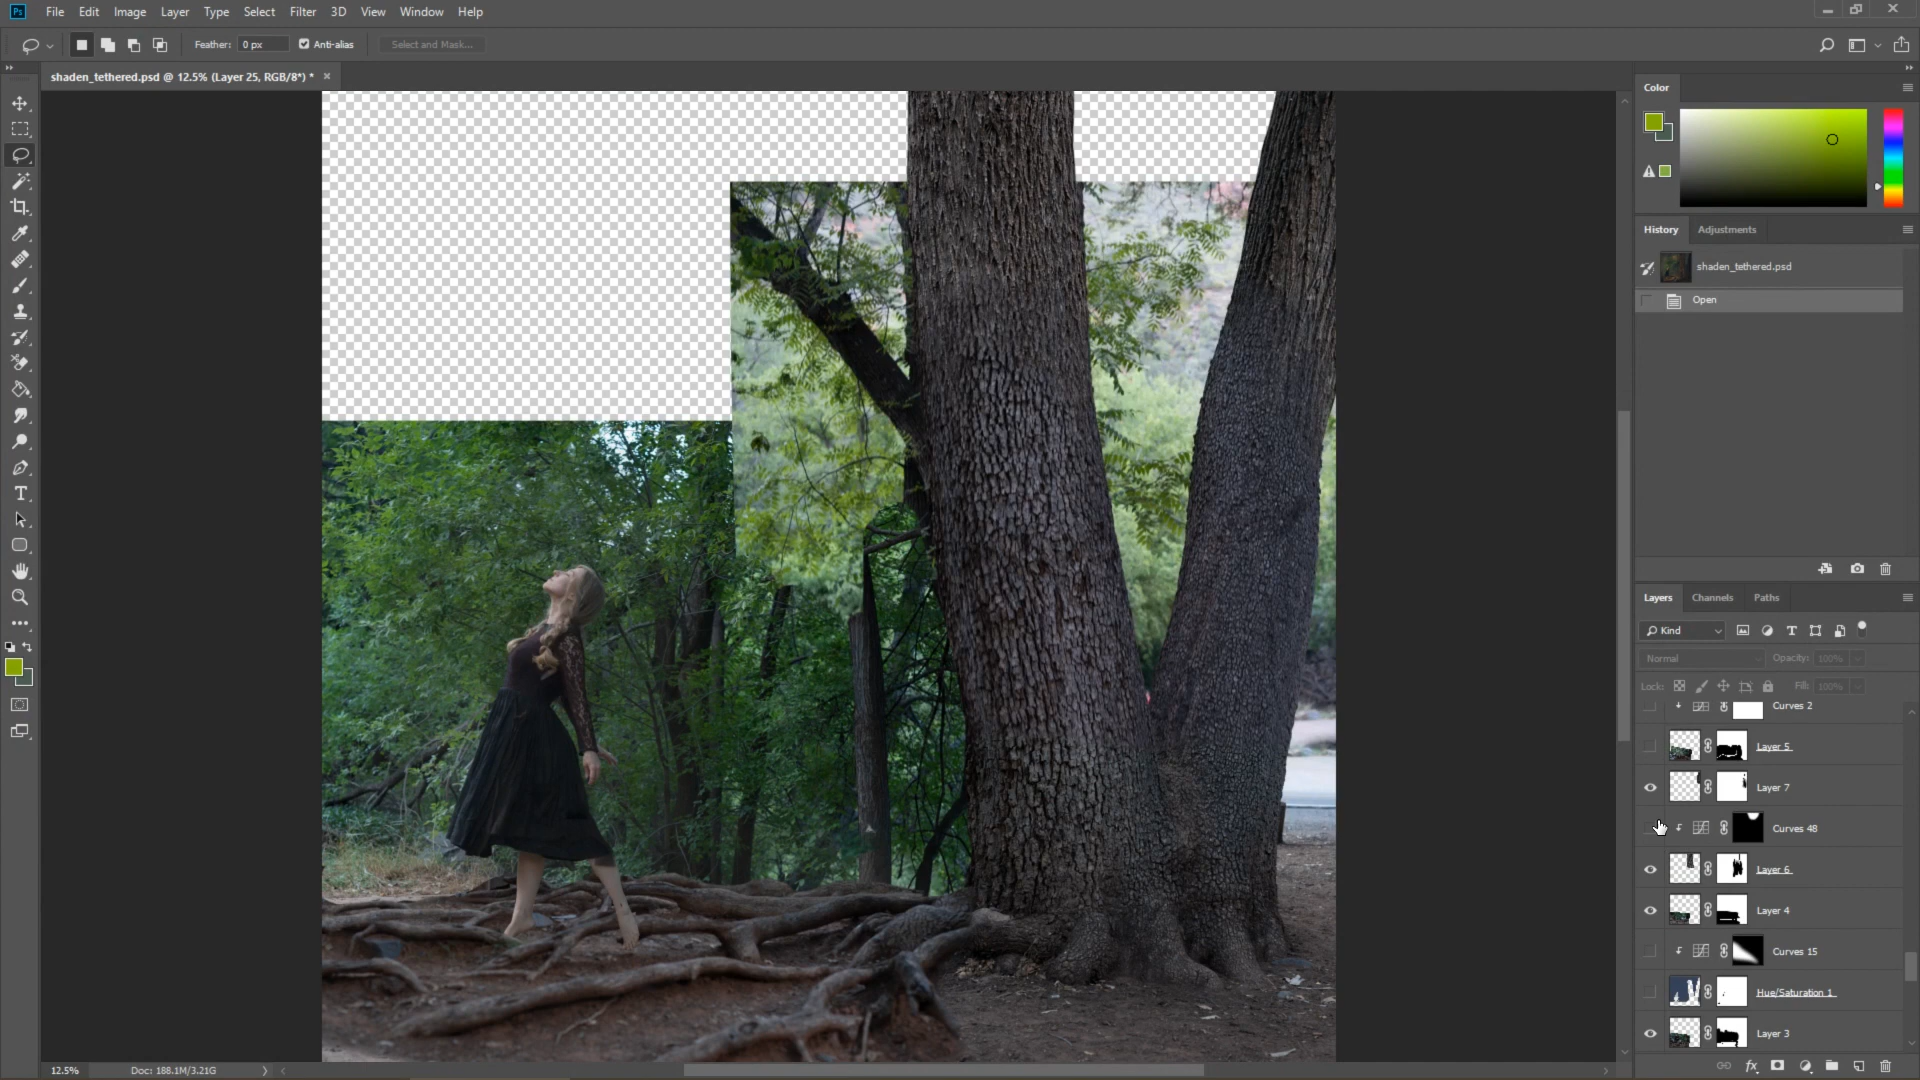 Ps File Edit Image Layer Type Select Filter 3D View Window Help
Feather: 0 px Anti-alias Select and Mask...
shaden_tethered.psd @ 12.5% (Layer 25, RGB/8*) *
Color
History Adjustments
shaden_tethered.psd
Open
Layers Channels Paths
Kind
Normal Opacity: 100%
Lock: Fill: 100%
Curves 2
Layer 5
Layer 7
Curves 48
Layer 6
Layer 4
Curves 15
Hue/Saturation 1
Layer 3
12.5% Doc: 188.1M/3.21G